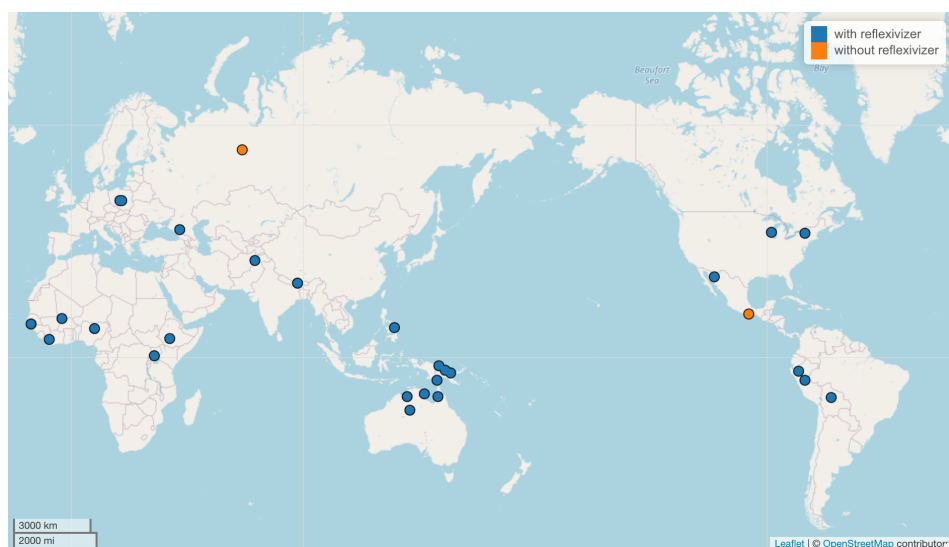 with reflexivizer
without reflexivizer
Beaufort
Sea
Bay
3000 km
2000 mi
Leaflet | © OpenStreetMap contributors